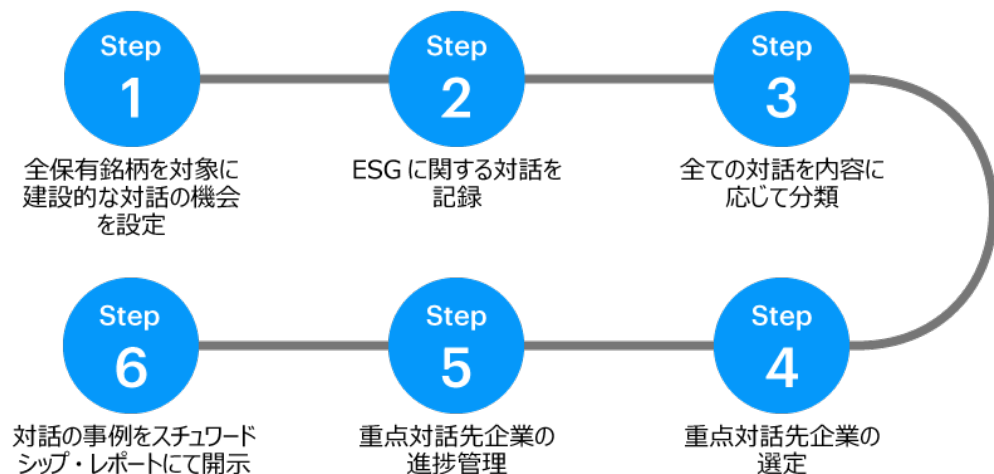 Step
1
全保有銘柄を対象に
建設的な対話の機会
を設定
Step
2
ESG に関する対話を
記録
Step
3
全ての対話を内容に
応じて分類
Step
4
重点対話先企業の
選定
Step
5
重点対話先企業の
進捗管理
Step
6
対話の事例をスチュワード
シップ・レポートにて開示